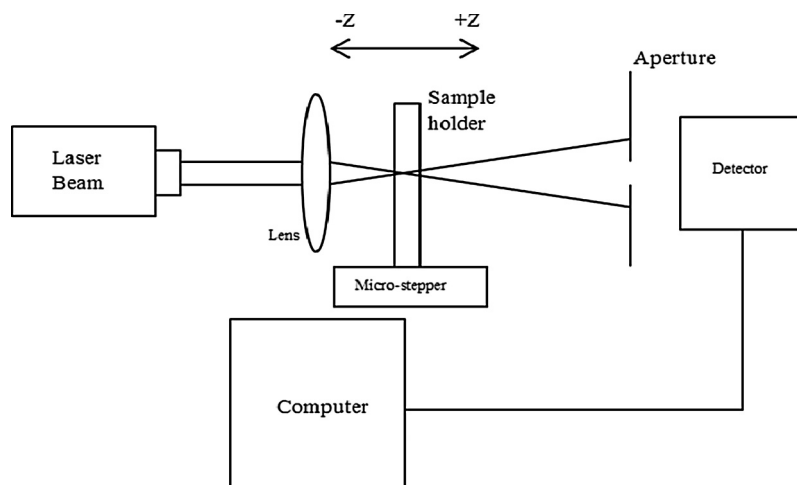 -Z
+Z
Aperture
Sample
holder
Laser
Beam
Detector
Lens
Micro-stepper
Computer